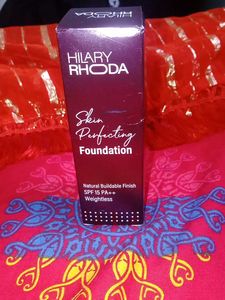 HILARY
RHODA
Skin
Perfecting
Foundation
Natural Buildable Finish
SPF 15 PA++
Weightless